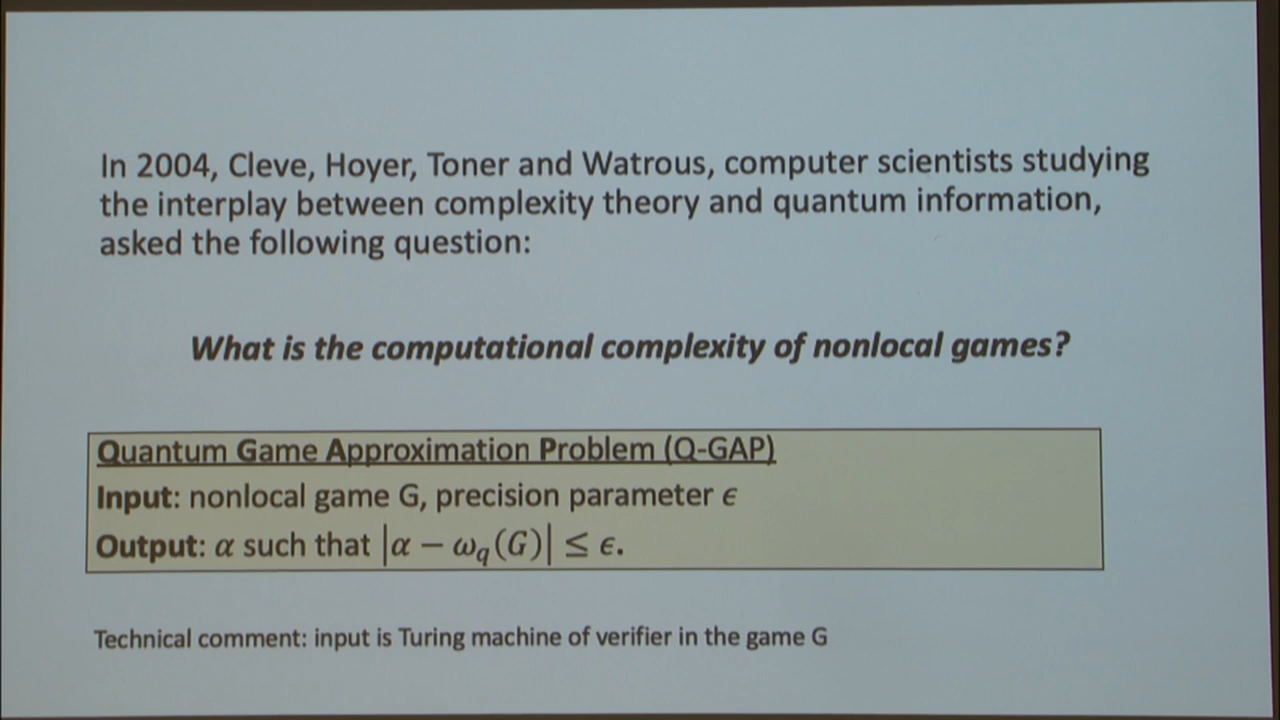 In 2004, Cleve, Hoyer, Toner and Watrous, computer scientists studying
the interplay between complexity theory and quantum information,
asked the following question:
What is the computational complexity of nonlocal games?
Quantum Game Approximation Problem (Q-GAP)
Input: nonlocal game G, precision parameter ϵ
Output: α such that |α − ω_q(G)| ≤ ϵ.
Technical comment: input is Turing machine of verifier in the game G